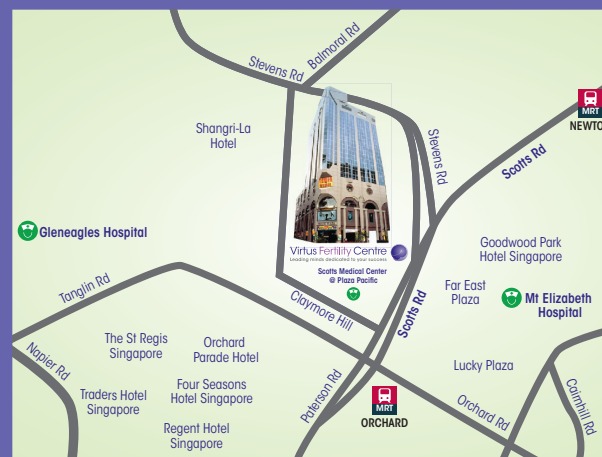 Balmoral Rd
Stevens Rd
MRT
NEWTO
Shangri-La
Hotel
Stevens Rd
Scotts Rd
Gleneagles Hospital
Virtus Fertility Centre
Leading minds dedicated to your success
Scotts Medical Center
@ Plaza Pacific
Goodwood Park
Hotel Singapore
Tanglin Rd
Claymore Hill
Scotts Rd
Far East
Plaza
Mt Elizabeth
Hospital
The St Regis
Singapore
Orchard
Parade Hotel
Napier Rd
Lucky Plaza
Traders Hotel
Singapore
Four Seasons
Hotel Singapore
Paterson Rd
MRT
ORCHARD
Orchard Rd
Cairnhill Rd
Regent Hotel
Singapore